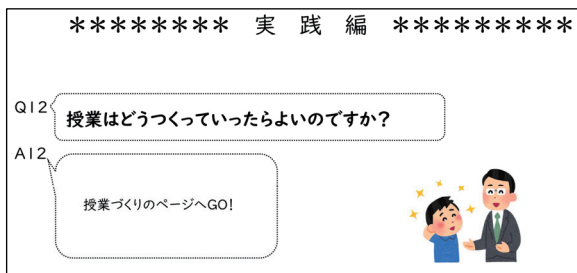 ******** 実 践 編 *********
Q12
授業はどうつくっていったらよいのですか？
A12
授業づくりのページへGO!